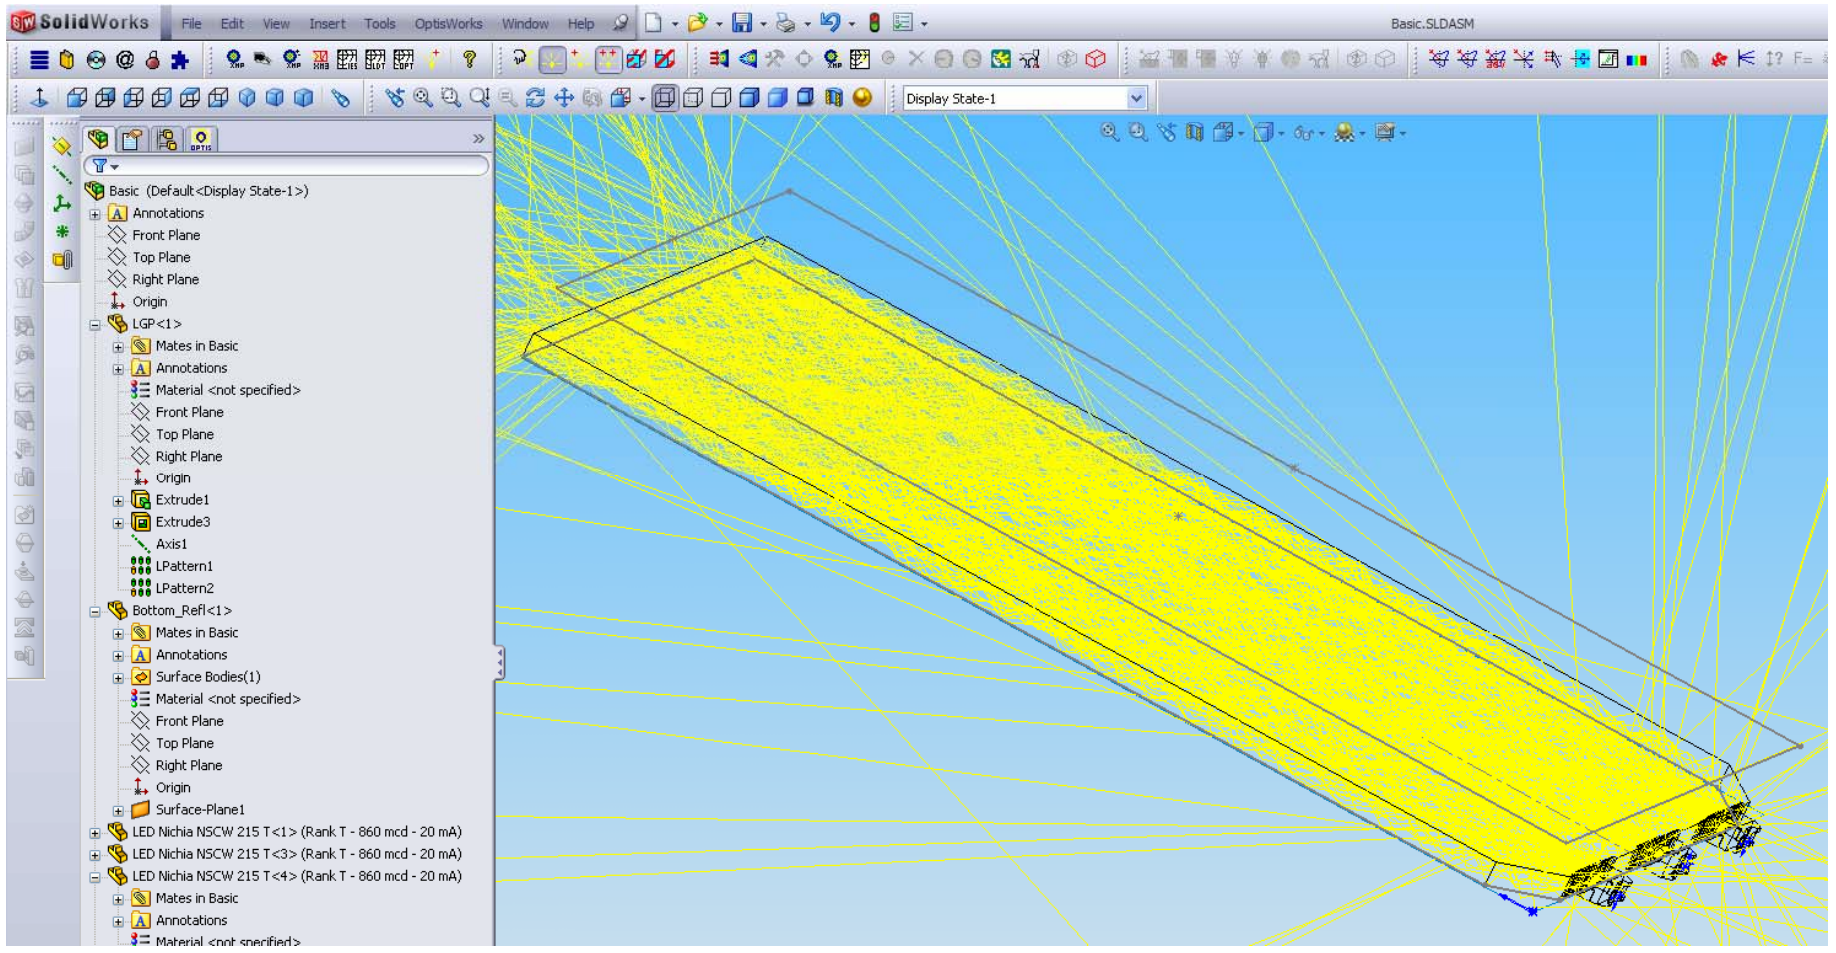 SolidWorks File Edit View Insert Tools OptisWorks Window Help Basic.SLDASM
Display State-1
OPTIS
Basic (Default<Display State-1>)
Annotations
Front Plane
Top Plane
Right Plane
Origin
LGP<1>
Mates in Basic
Annotations
Material <not specified>
Front Plane
Top Plane
Right Plane
Origin
Extrude1
Extrude3
Axis1
LPattern1
LPattern2
Bottom_Refl<1>
Mates in Basic
Annotations
Surface Bodies(1)
Material <not specified>
Front Plane
Top Plane
Right Plane
Origin
Surface-Plane1
LED Nichia NSCW 215 T<1> (Rank T - 860 mcd - 20 mA)
LED Nichia NSCW 215 T<3> (Rank T - 860 mcd - 20 mA)
LED Nichia NSCW 215 T<4> (Rank T - 860 mcd - 20 mA)
Mates in Basic
Annotations
Material <not specified>